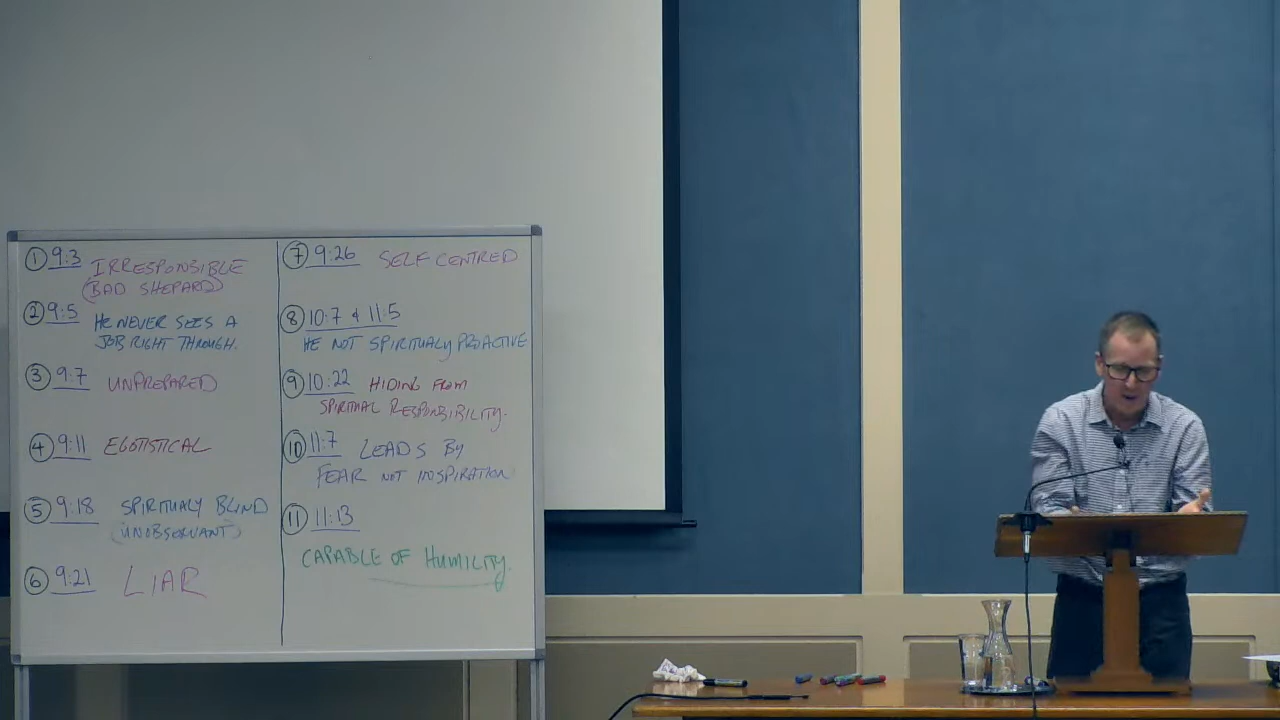 ① 9:3 IRRESPONSIBLE
(BAD SHEPARD)
② 9:5 HE NEVER SEES A
JOB RIGHT THROUGH.
③ 9:7 UNPREPARED
④ 9:11 EGOTISTICAL
⑤ 9:18 SPIRITUALY BLIND
(UNOBSERVANT)
⑥ 9:21 LIAR
⑦ 9:26 SELF CENTRED
⑧ 10:7 & 11:5
HE NOT SPIRITUALY PROACTIVE
⑨ 10:22 HIDING FROM
SPIRITUAL RESPONSIBILITY.
⑩ 11:7 LEADS BY
FEAR NOT INSPIRATION
⑪ 11:13
CAPABLE OF HUMILITY.